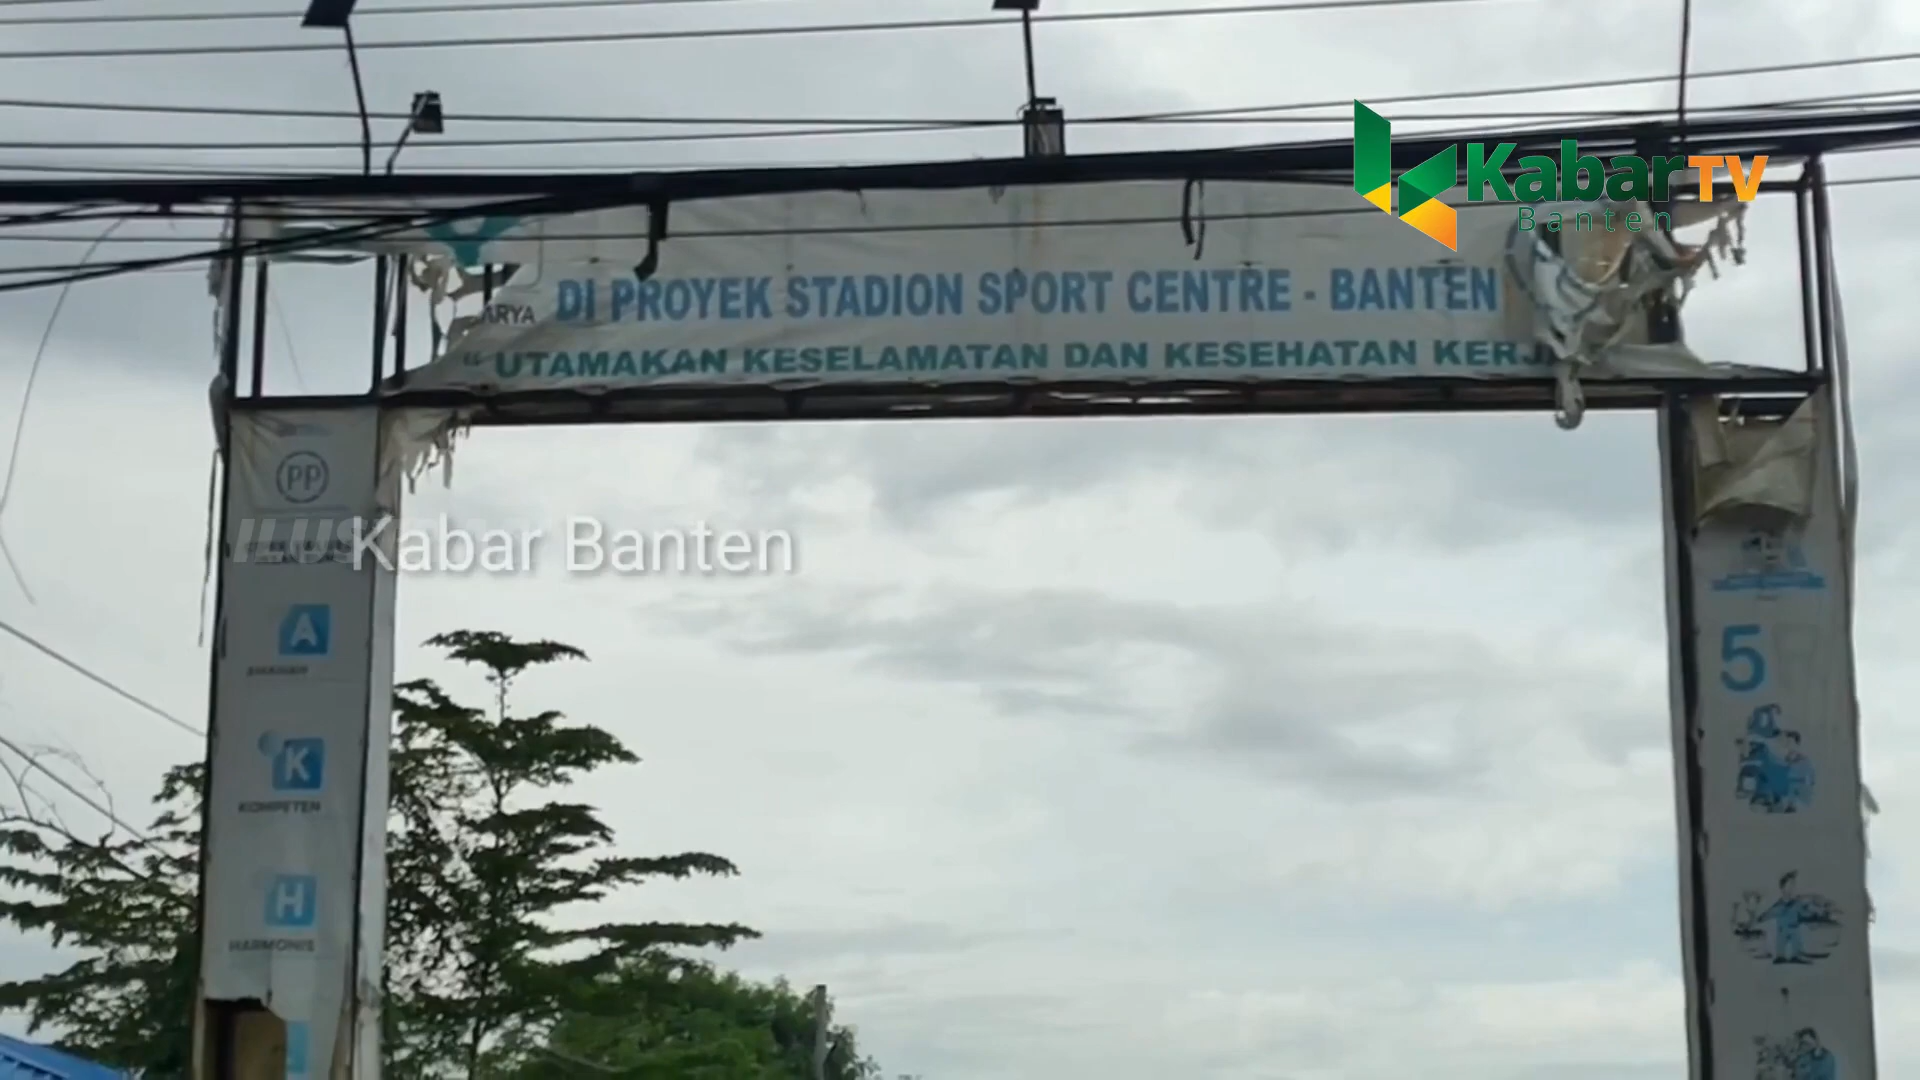 Kabar TV
Banten
ARYA DI PROYEK STADION SPORT CENTRE - BANTEN
“ UTAMAKAN KESELAMATAN DAN KESEHATAN KERJ
PP
Kabar Banten
A
K
KOMPETEN
H
HARMONIS
5